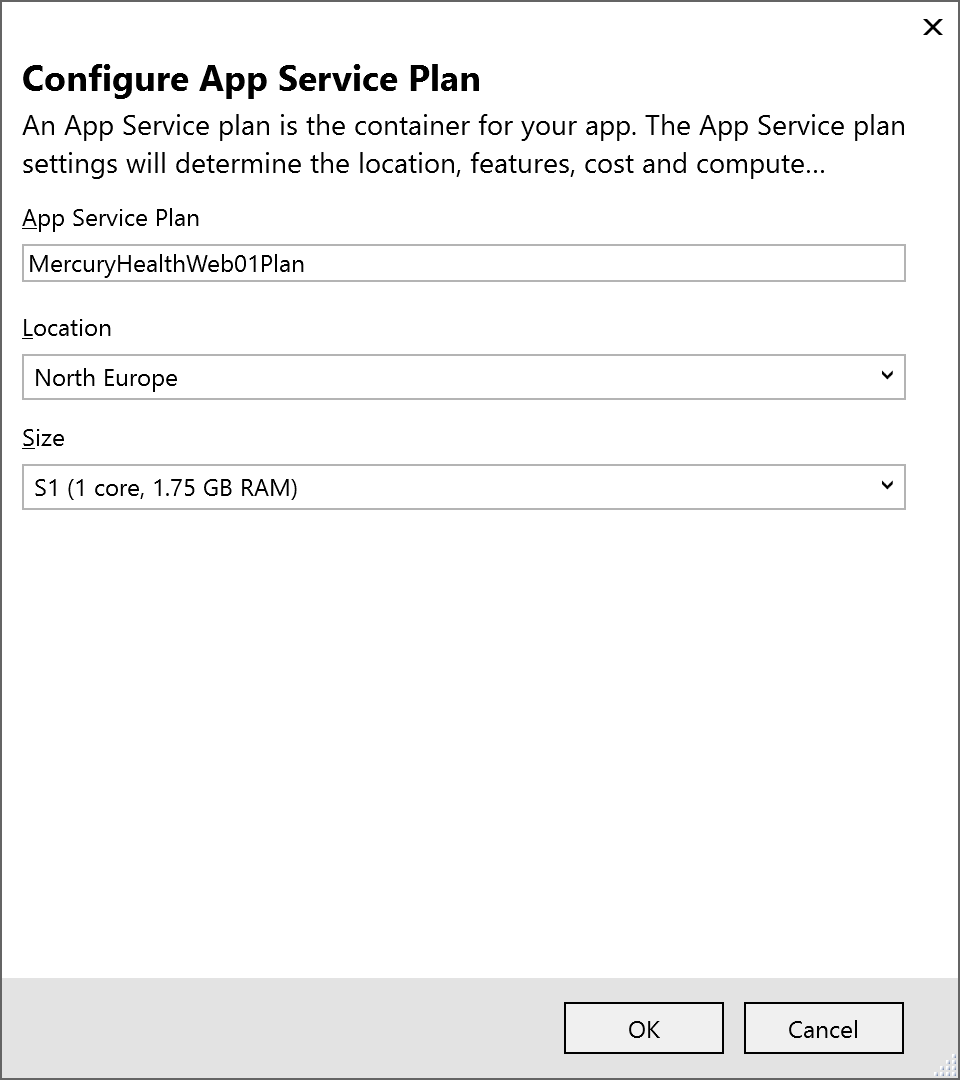 Configure App Service Plan
An App Service plan is the container for your app. The App Service plan
settings will determine the location, features, cost and compute...
App Service Plan
MercuryHealthWeb01Plan
Location
North Europe
Size
S1 (1 core, 1.75 GB RAM)
OK
Cancel